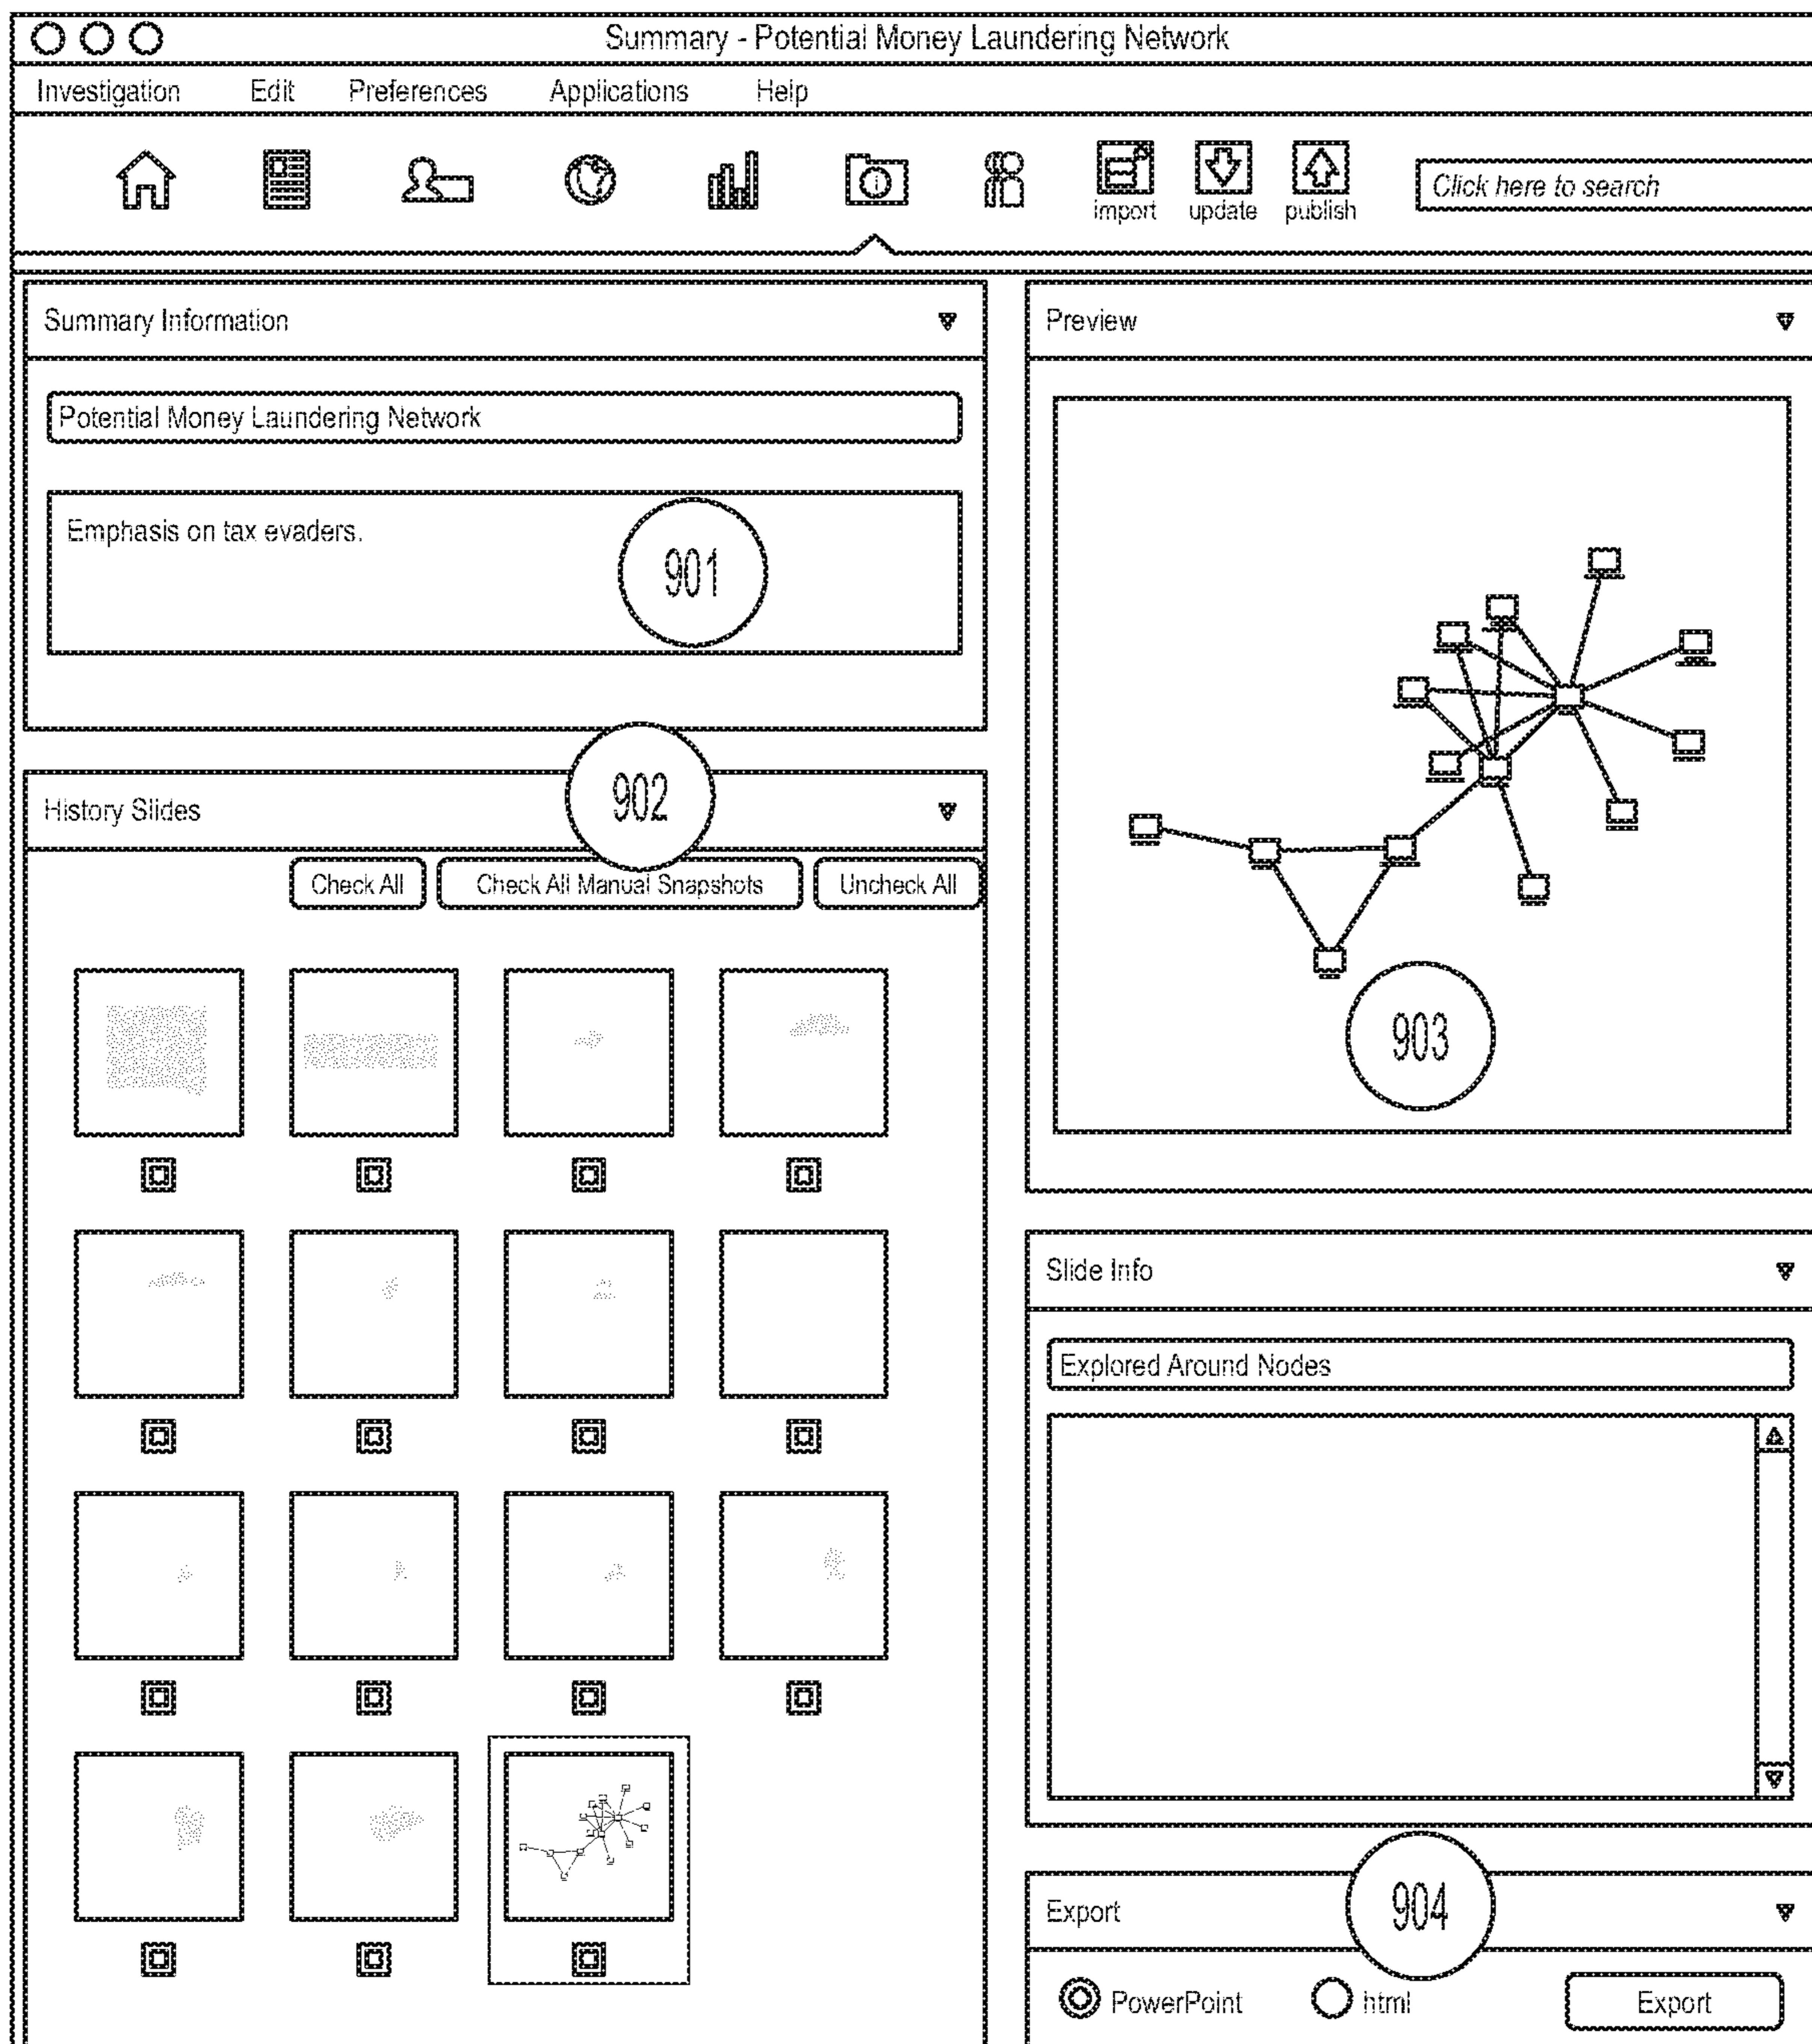 Summary - Potential Money Laundering Network
Investigation Edit Preferences Applications Help
import update publish
Click here to search
Summary Information
Potential Money Laundering Network
Emphasis on tax evaders.
901
902
History Slides
Check All Check All Manual Snapshots Uncheck All
Preview
903
Slide Info
Explored Around Nodes
904
Export
PowerPoint html Export